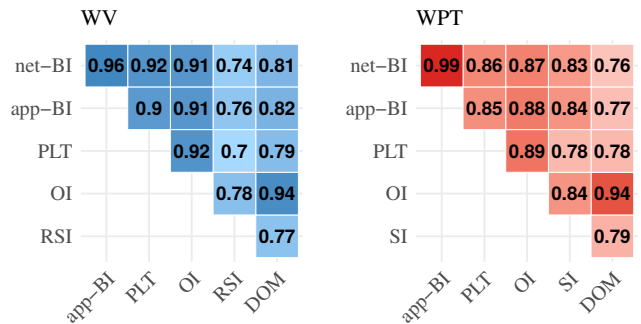 WV
net-BI 0.96 0.92 0.91 0.74 0.81
app-BI 0.9 0.91 0.76 0.82
PLT 0.92 0.7 0.79
OI 0.78 0.94
RSI 0.77
app-BI PLT OI RSI DOM
WPT
net-BI 0.99 0.86 0.87 0.83 0.76
app-BI 0.85 0.88 0.84 0.77
PLT 0.89 0.78 0.78
OI 0.84 0.94
SI 0.79
app-BI PLT OI SI DOM